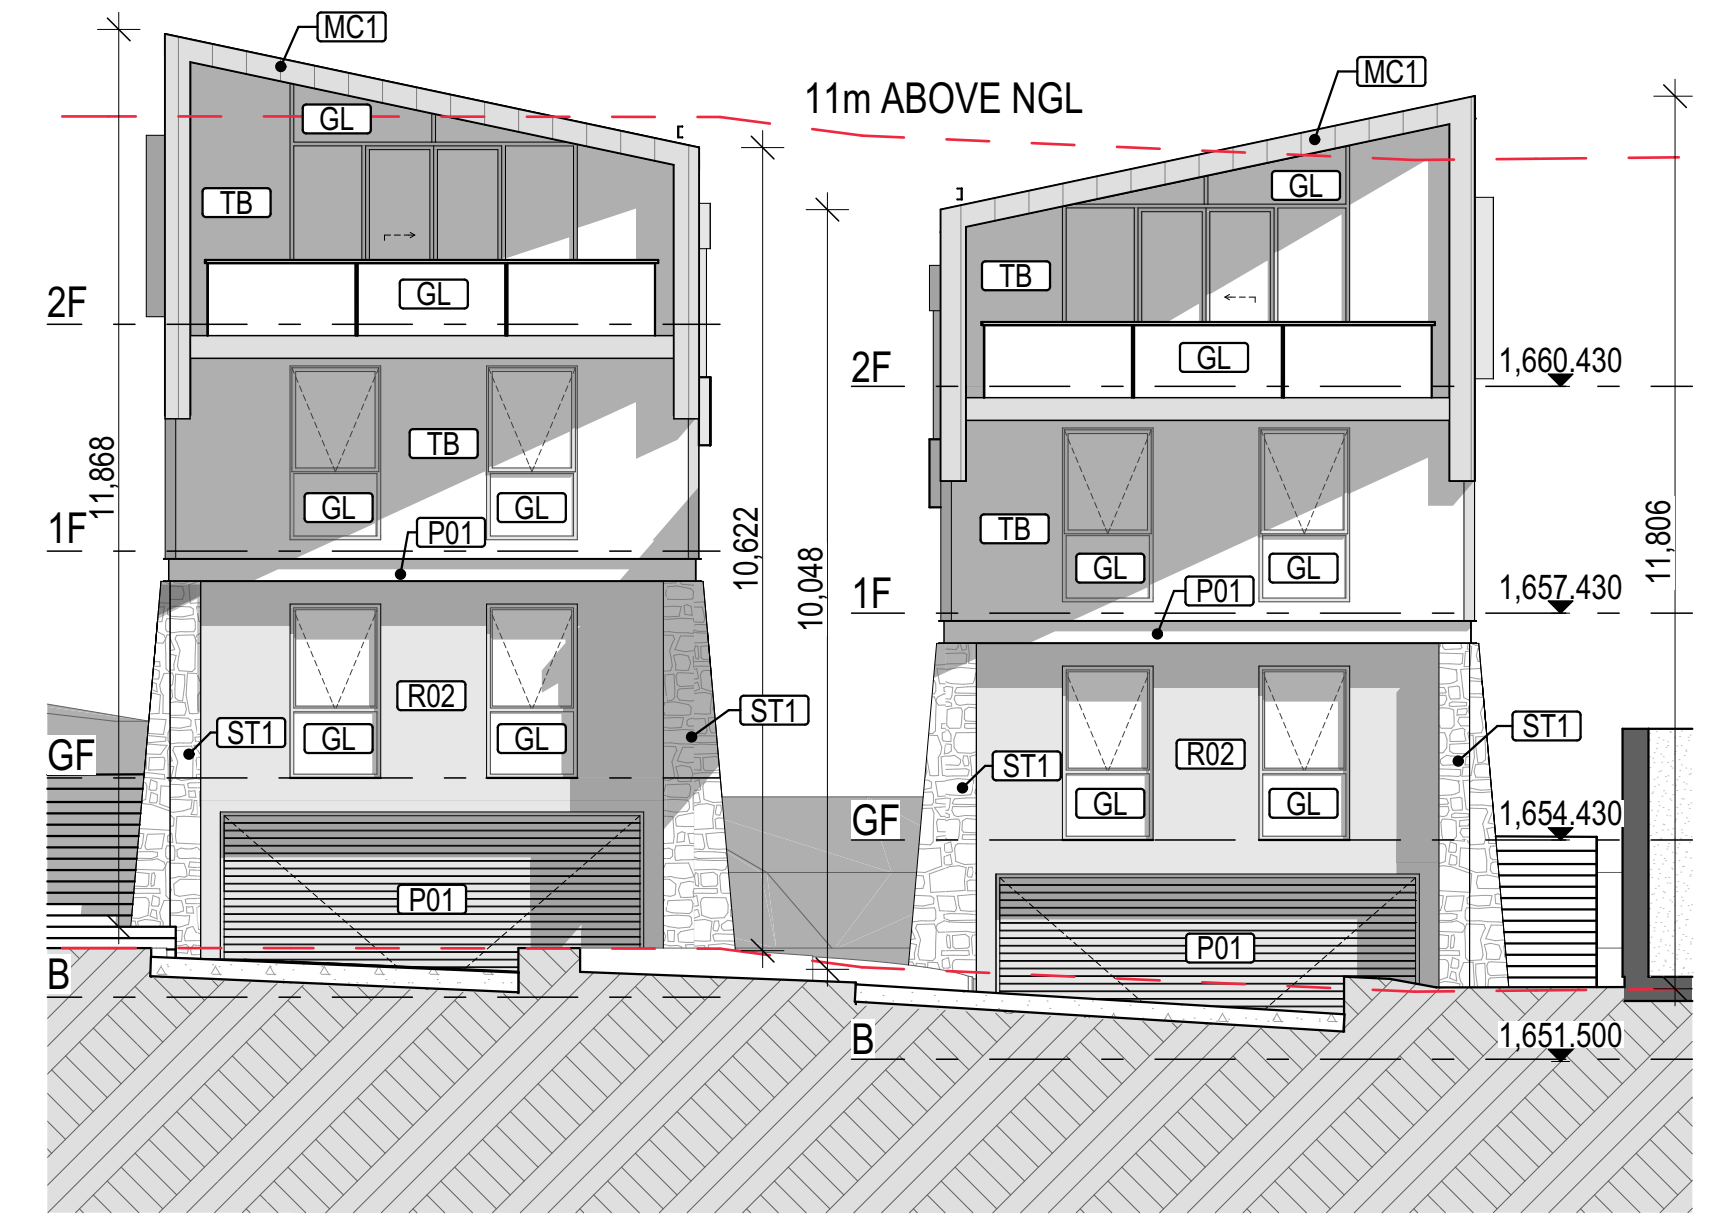 MC1
MC1
11m ABOVE NGL
GL
GL
TB
TB
GL
GL
2F
2F
1,660.430
TB
TB
GL
GL
GL
GL
P01
P01
1F
1F
1,657.430
11,868
10,622
10,048
11,806
R02
R02
ST1
ST1
ST1
ST1
GL
GL
GL
GL
GF
GF
1,654.430
P01
P01
B
B
1,651.500